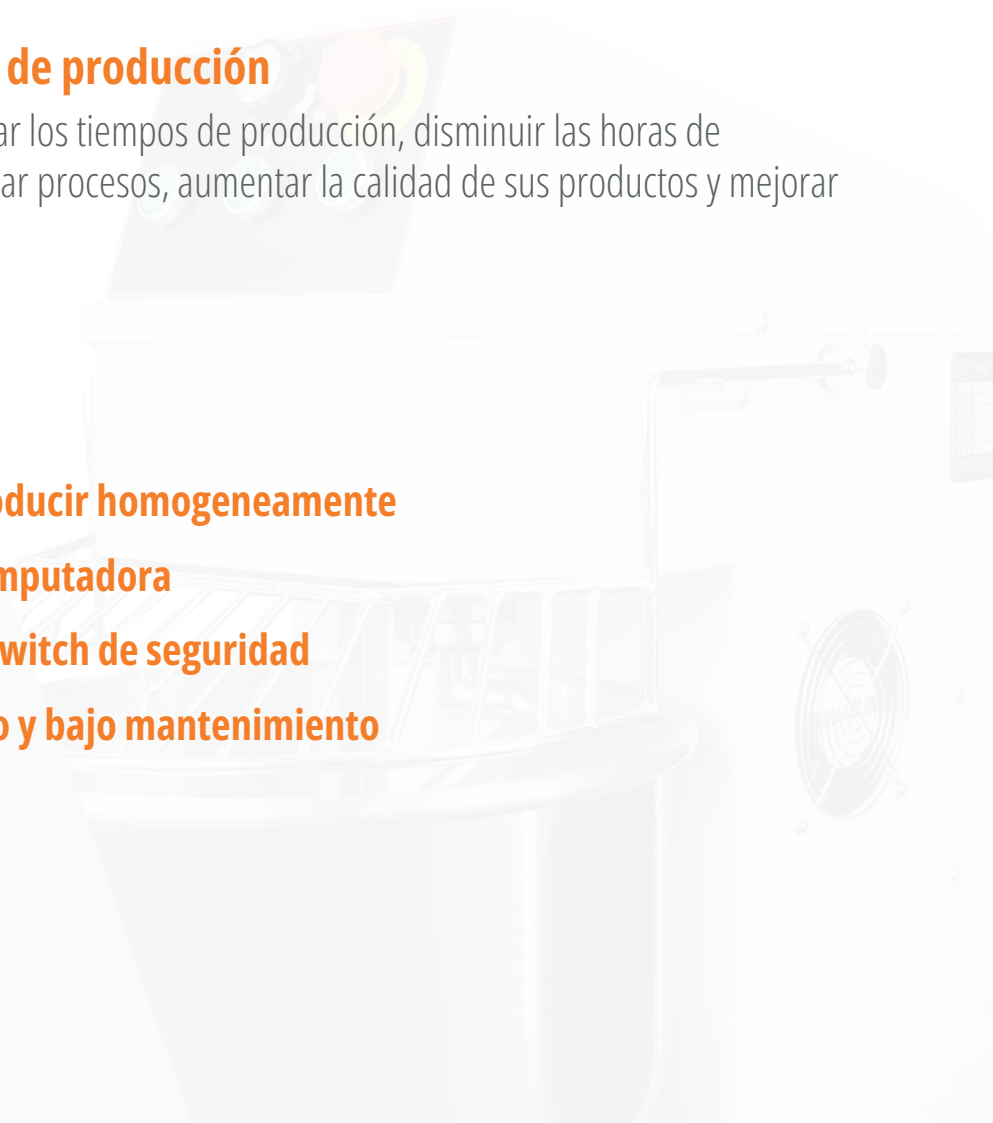 de producción
ar los tiempos de producción, disminuir las horas de
ar procesos, aumentar la calidad de sus productos y mejorar
oducir homogeneamente
mputadora
witch de seguridad
o y bajo mantenimiento